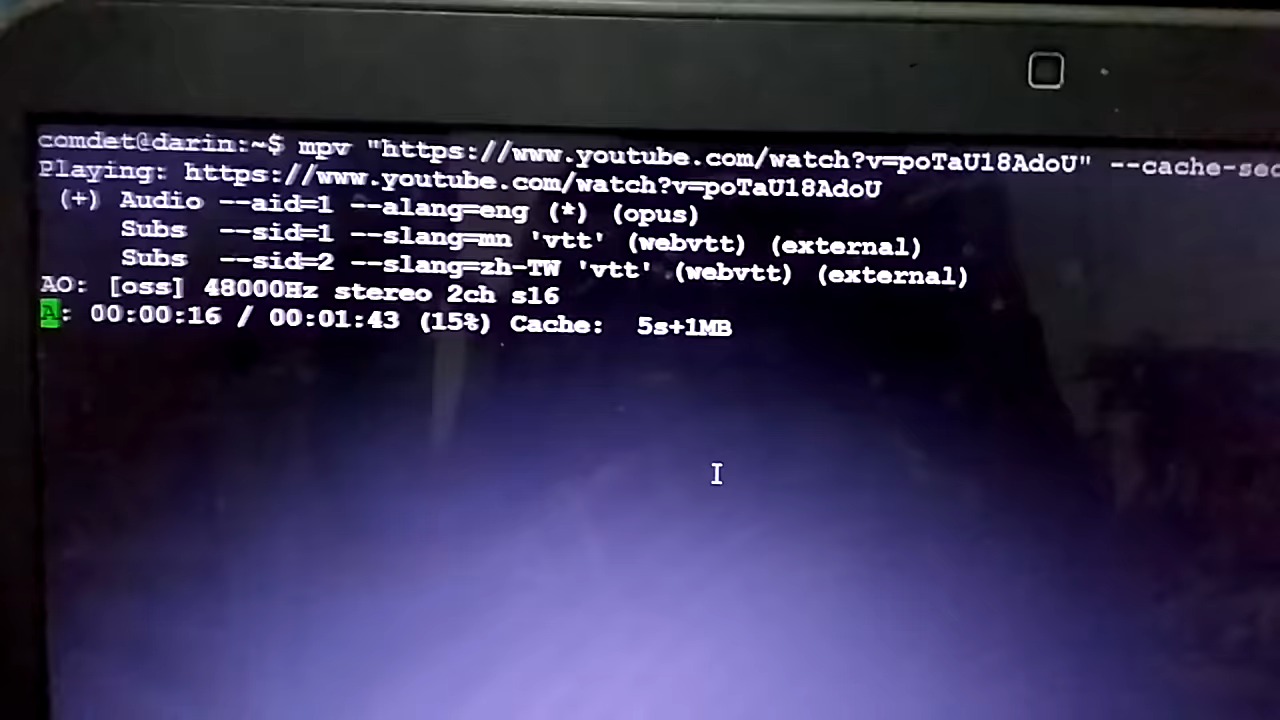 comdet@darin:~$ mpv "https://www.youtube.com/watch?v=poTaU18AdoU" --cache-sec
Playing: https://www.youtube.com/watch?v=poTaU18AdoU
(+) Audio --aid=1 --alang=eng (*) (opus)
Subs --sid=1 --slang=mn 'vtt' (webvtt) (external)
Subs --sid=2 --slang=zh-TW 'vtt' (webvtt) (external)
AO: [oss] 48000Hz stereo 2ch s16
A: 00:00:16 / 00:01:43 (15%) Cache: 5s+1MB